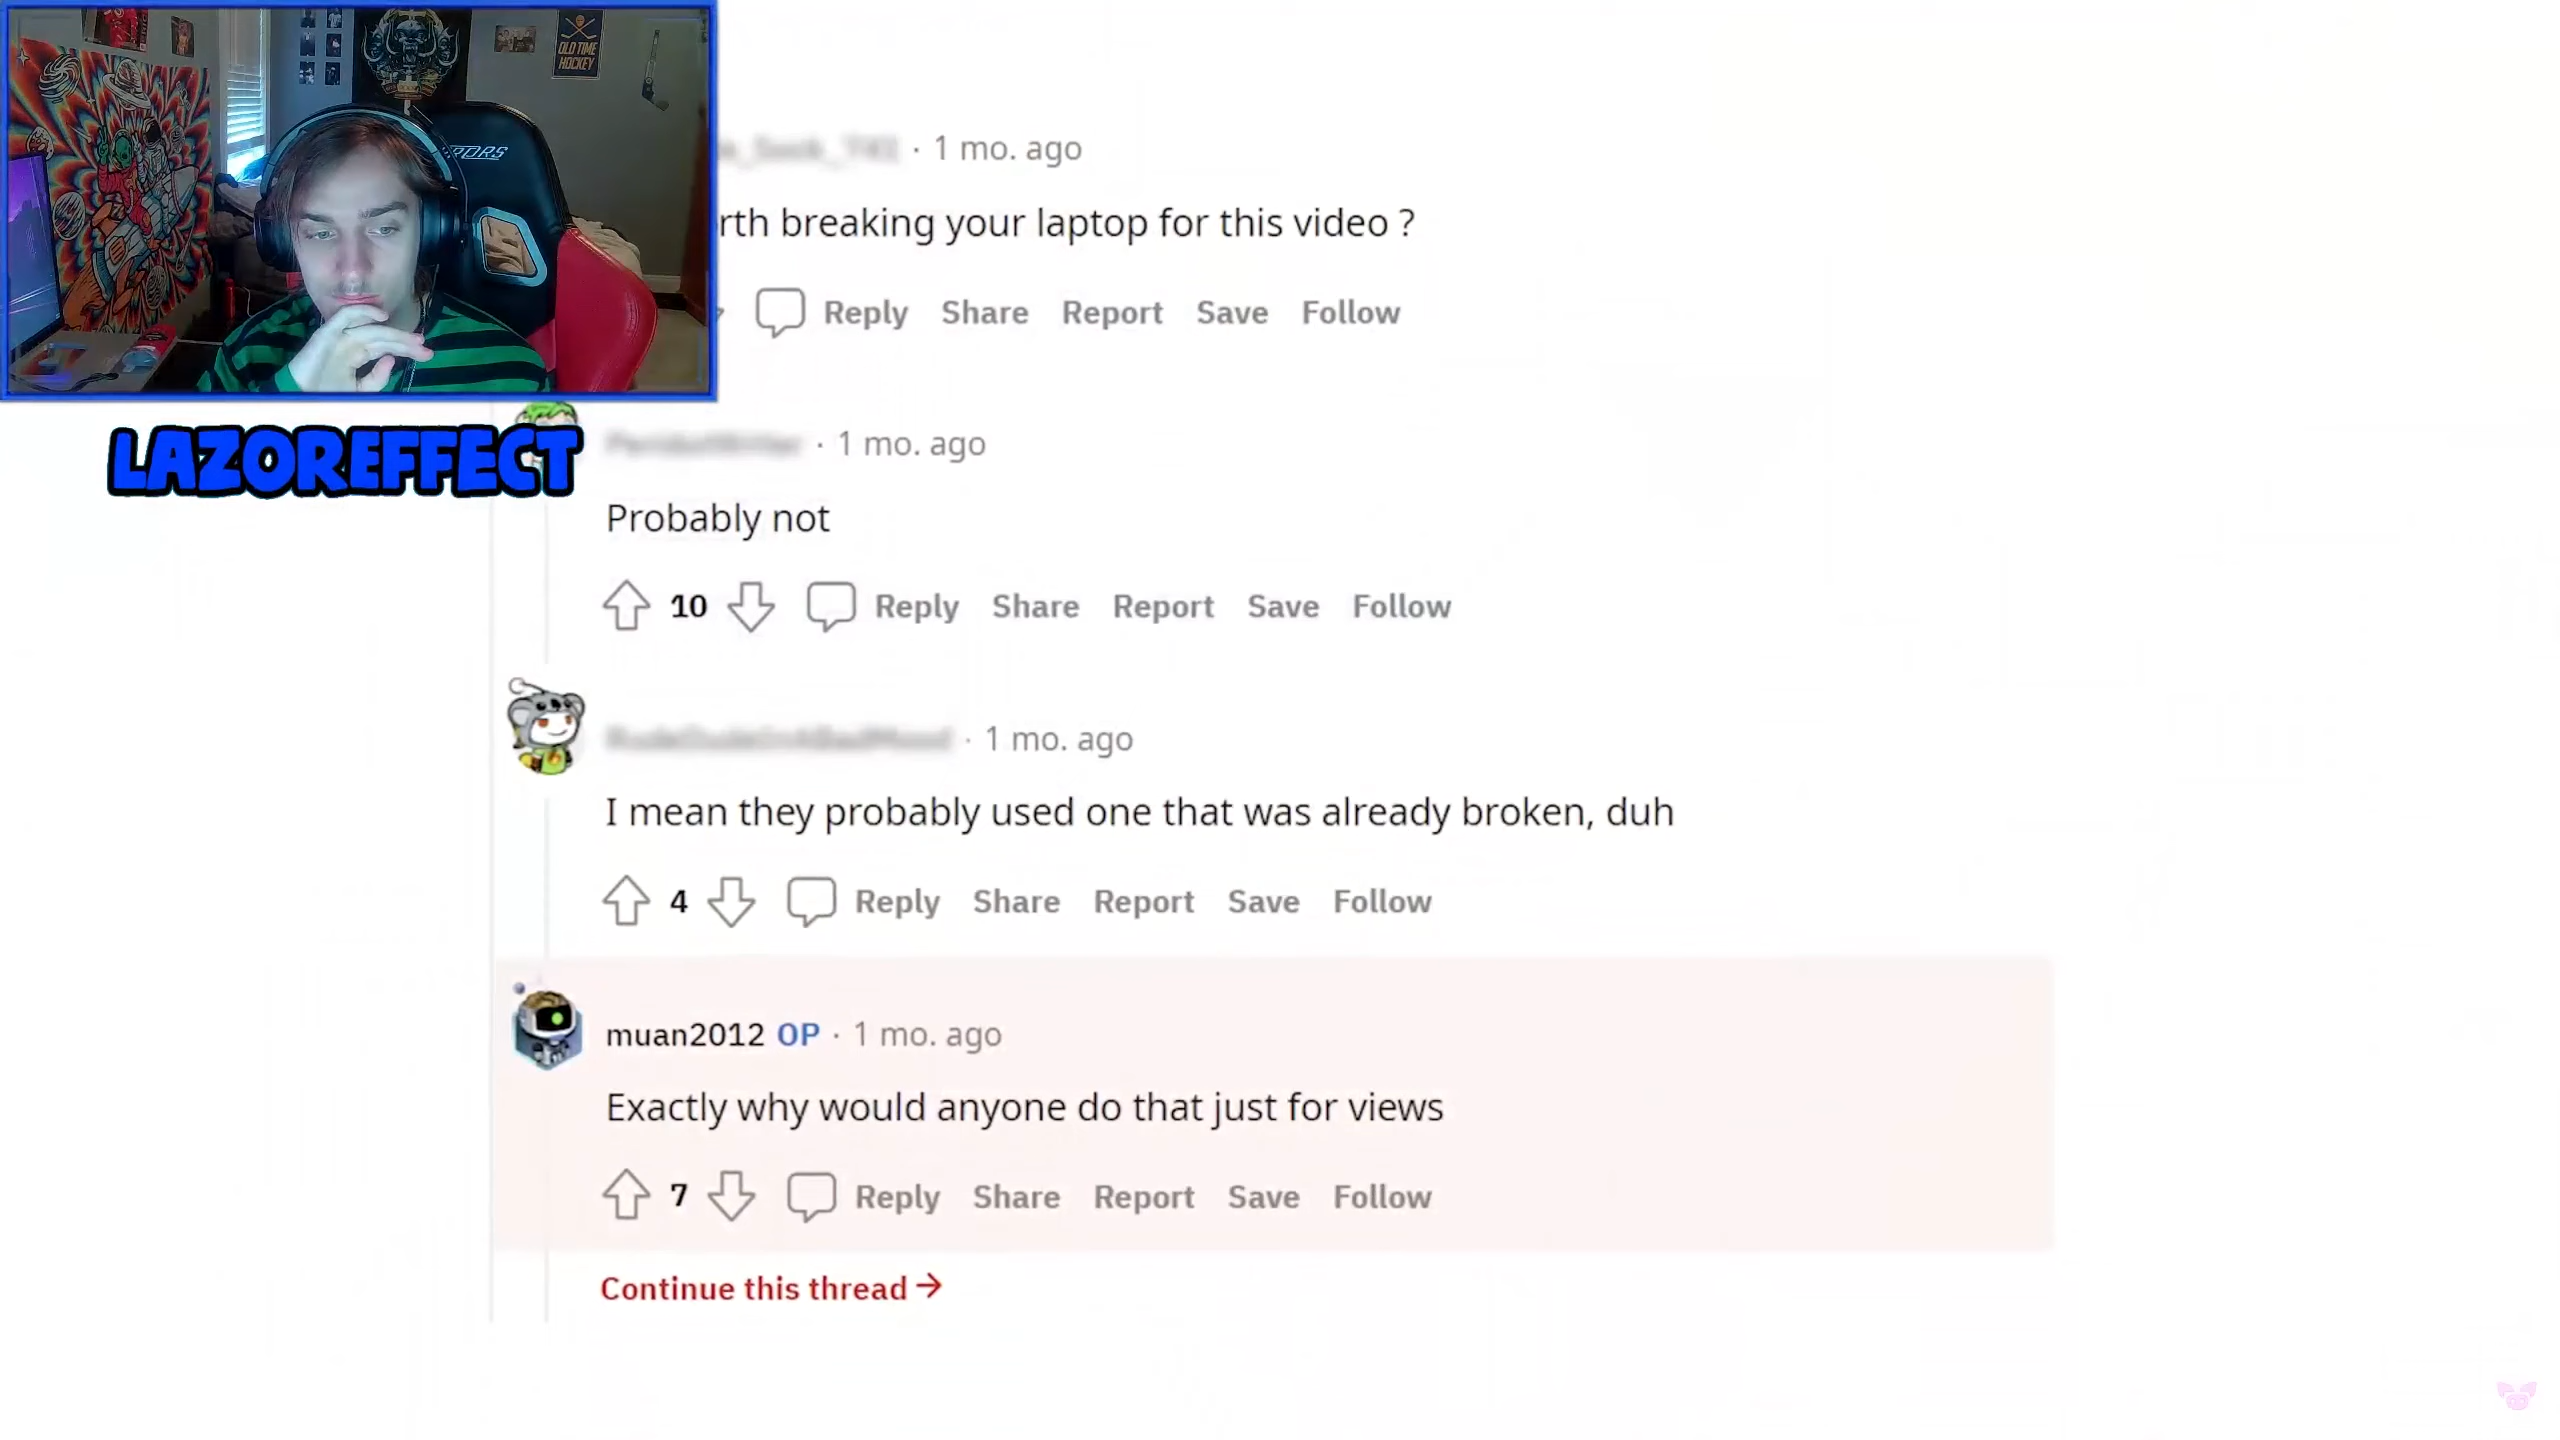 OLD TIME
HOCKEY
· 1 mo. ago
rth breaking your laptop for this video ?
Reply Share Report Save Follow
LAZOREFFECT
· 1 mo. ago
Probably not
10 Reply Share Report Save Follow
· 1 mo. ago
I mean they probably used one that was already broken, duh
4 Reply Share Report Save Follow
muan2012 OP · 1 mo. ago
Exactly why would anyone do that just for views
7 Reply Share Report Save Follow
Continue this thread →